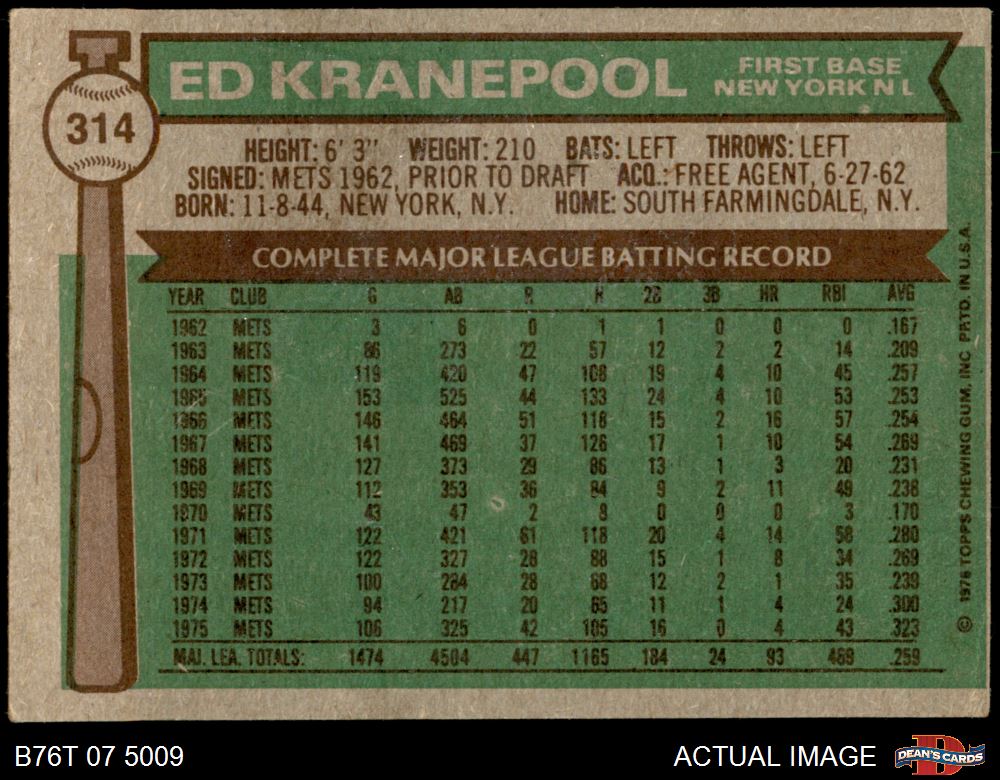 314
ED KRANEPOOL
FIRST BASE
NEW YORK N L
HEIGHT: 6' 3" WEIGHT: 210 BATS: LEFT THROWS: LEFT
SIGNED: METS 1962, PRIOR TO DRAFT ACQ.: FREE AGENT, 6-27-62
BORN: 11-8-44, NEW YORK, N.Y. HOME: SOUTH FARMINGDALE, N.Y.
COMPLETE MAJOR LEAGUE BATTING RECORD
YEAR CLUB G AB R H 2B 3B HR RBI AVG
1962 METS 3 6 0 1 1 0 0 0 .167
1963 METS 86 273 22 57 12 2 2 14 .209
1964 METS 119 420 47 108 19 4 10 45 .257
1965 METS 153 525 44 133 24 4 10 53 .253
1966 METS 146 464 51 118 15 2 16 57 .254
1967 METS 141 469 37 126 17 1 10 54 .269
1968 METS 127 373 29 86 13 1 3 20 .231
1969 METS 112 353 36 84 9 2 11 49 .238
1970 METS 43 47 2 8 0 0 0 3 .170
1971 METS 122 421 61 118 20 4 14 58 .280
1972 METS 122 327 28 88 15 1 8 34 .269
1973 METS 100 284 28 68 12 2 1 35 .239
1974 METS 94 217 20 65 11 1 4 24 .300
1975 METS 106 325 42 105 16 0 4 43 .323
MAJ. LEA. TOTALS: 1474 4504 447 1165 184 24 93 489 .259
© 1976 TOPPS CHEWING GUM, INC PRTD. IN U.S.A.
B76T 07 5009
ACTUAL IMAGE
DEAN'S CARDS